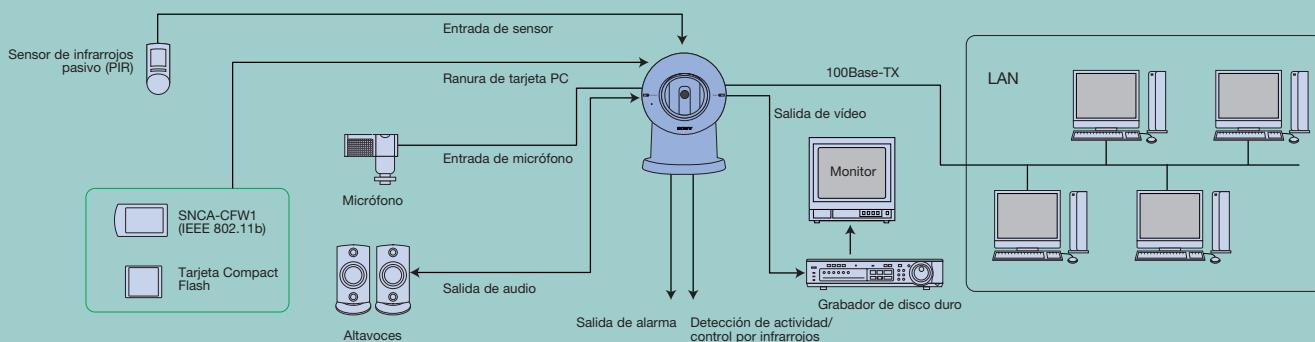 Entrada de sensor
Sensor de infrarrojos
pasivo (PIR)
Ranura de tarjeta PC
100Base-TX
LAN
SONY
Salida de vídeo
Entrada de micrófono
Monitor
Micrófono
SNCA-CFW1
(IEEE 802.11b)
Tarjeta Compact
Flash
Salida de audio
Grabador de disco duro
Altavoces
Salida de alarma
Detección de actividad/
control por infrarrojos